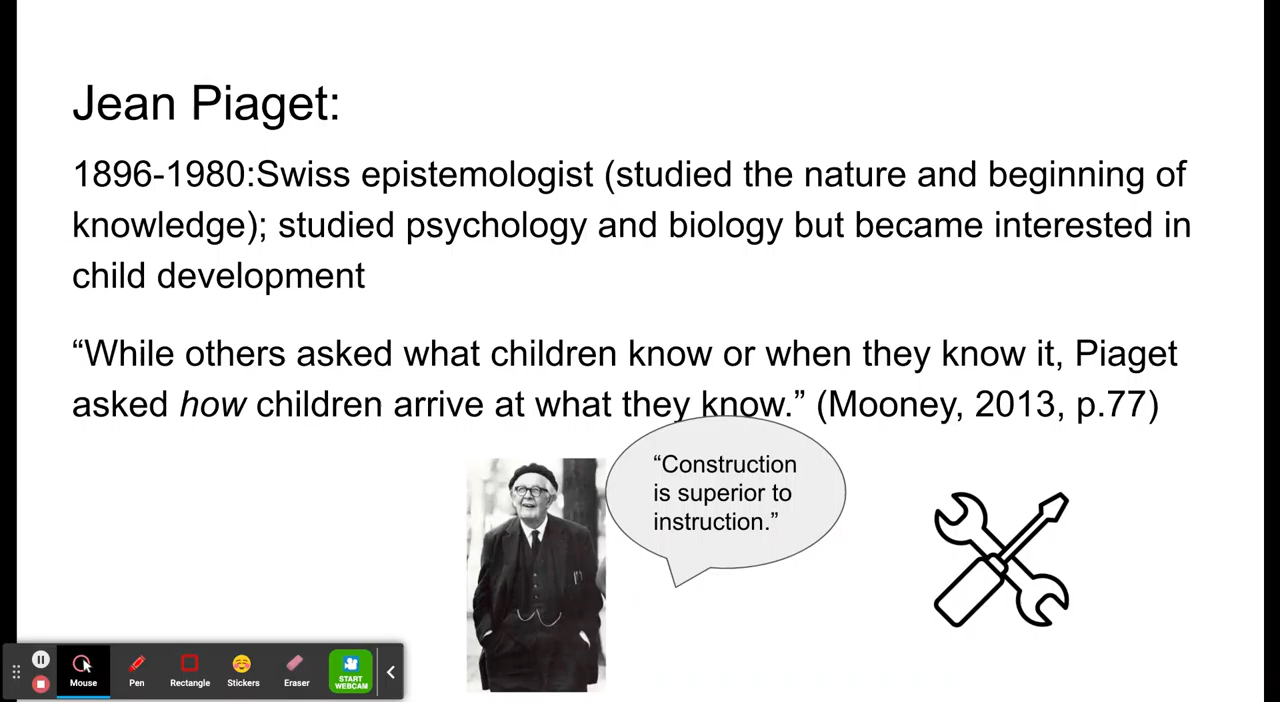 Jean Piaget:
1896-1980:Swiss epistemologist (studied the nature and beginning of
knowledge); studied psychology and biology but became interested in
child development
“While others asked what children know or when they know it, Piaget
asked how children arrive at what they know.” (Mooney, 2013, p.77)
“Construction
is superior to
instruction.”
Mouse
Pen
Rectangle
Stickers
Eraser
START
WEBCAM